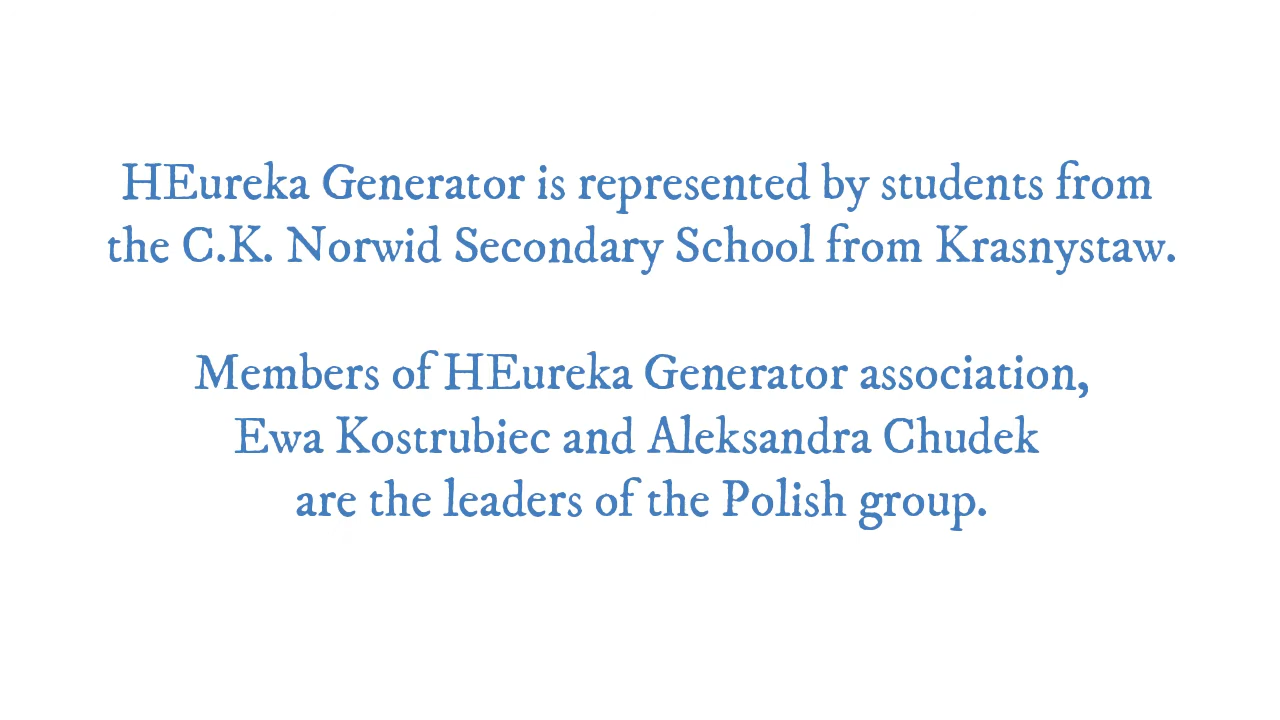 HEureka Generator is represented by students from
the C.K. Norwid Secondary School from Krasnystaw.
Members of HEureka Generator association,
Ewa Kostrubiec and Aleksandra Chudek
are the leaders of the Polish group.